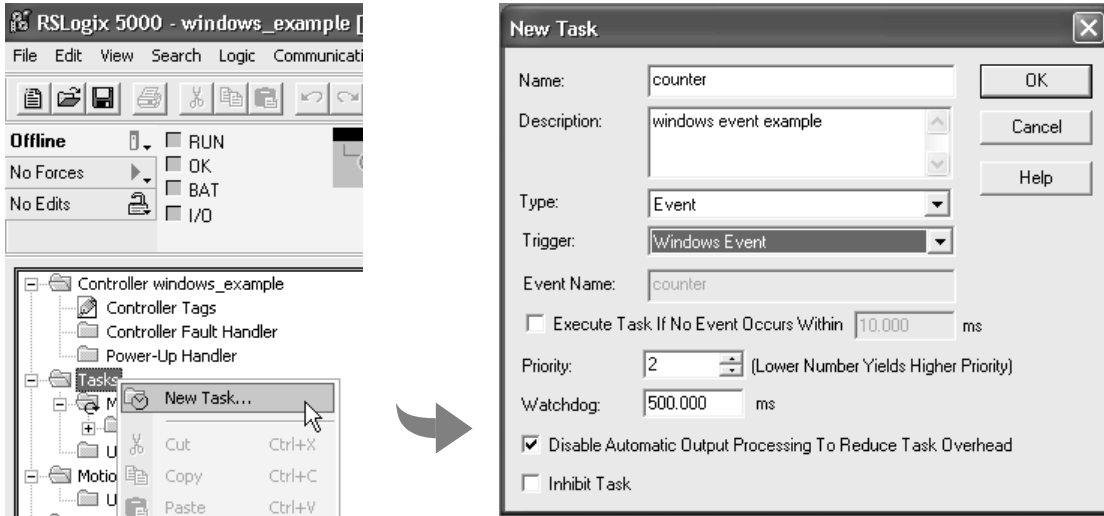 RSLogix 5000 - windows_example [
File Edit View Search Logic Communicati
Offline
RUN
No Forces
OK
BAT
No Edits
I/O
Controller windows_example
Controller Tags
Controller Fault Handler
Power-Up Handler
Tasks
M
U
Motio
U
New Task...
Cut Ctrl+X
Copy Ctrl+C
Paste Ctrl+V
New Task
Name: counter OK
Description: windows event example Cancel
Help
Type: Event
Trigger: Windows Event
Event Name: counter
Execute Task If No Event Occurs Within 10.000 ms
Priority: 2 (Lower Number Yields Higher Priority)
Watchdog: 500.000 ms
Disable Automatic Output Processing To Reduce Task Overhead
Inhibit Task